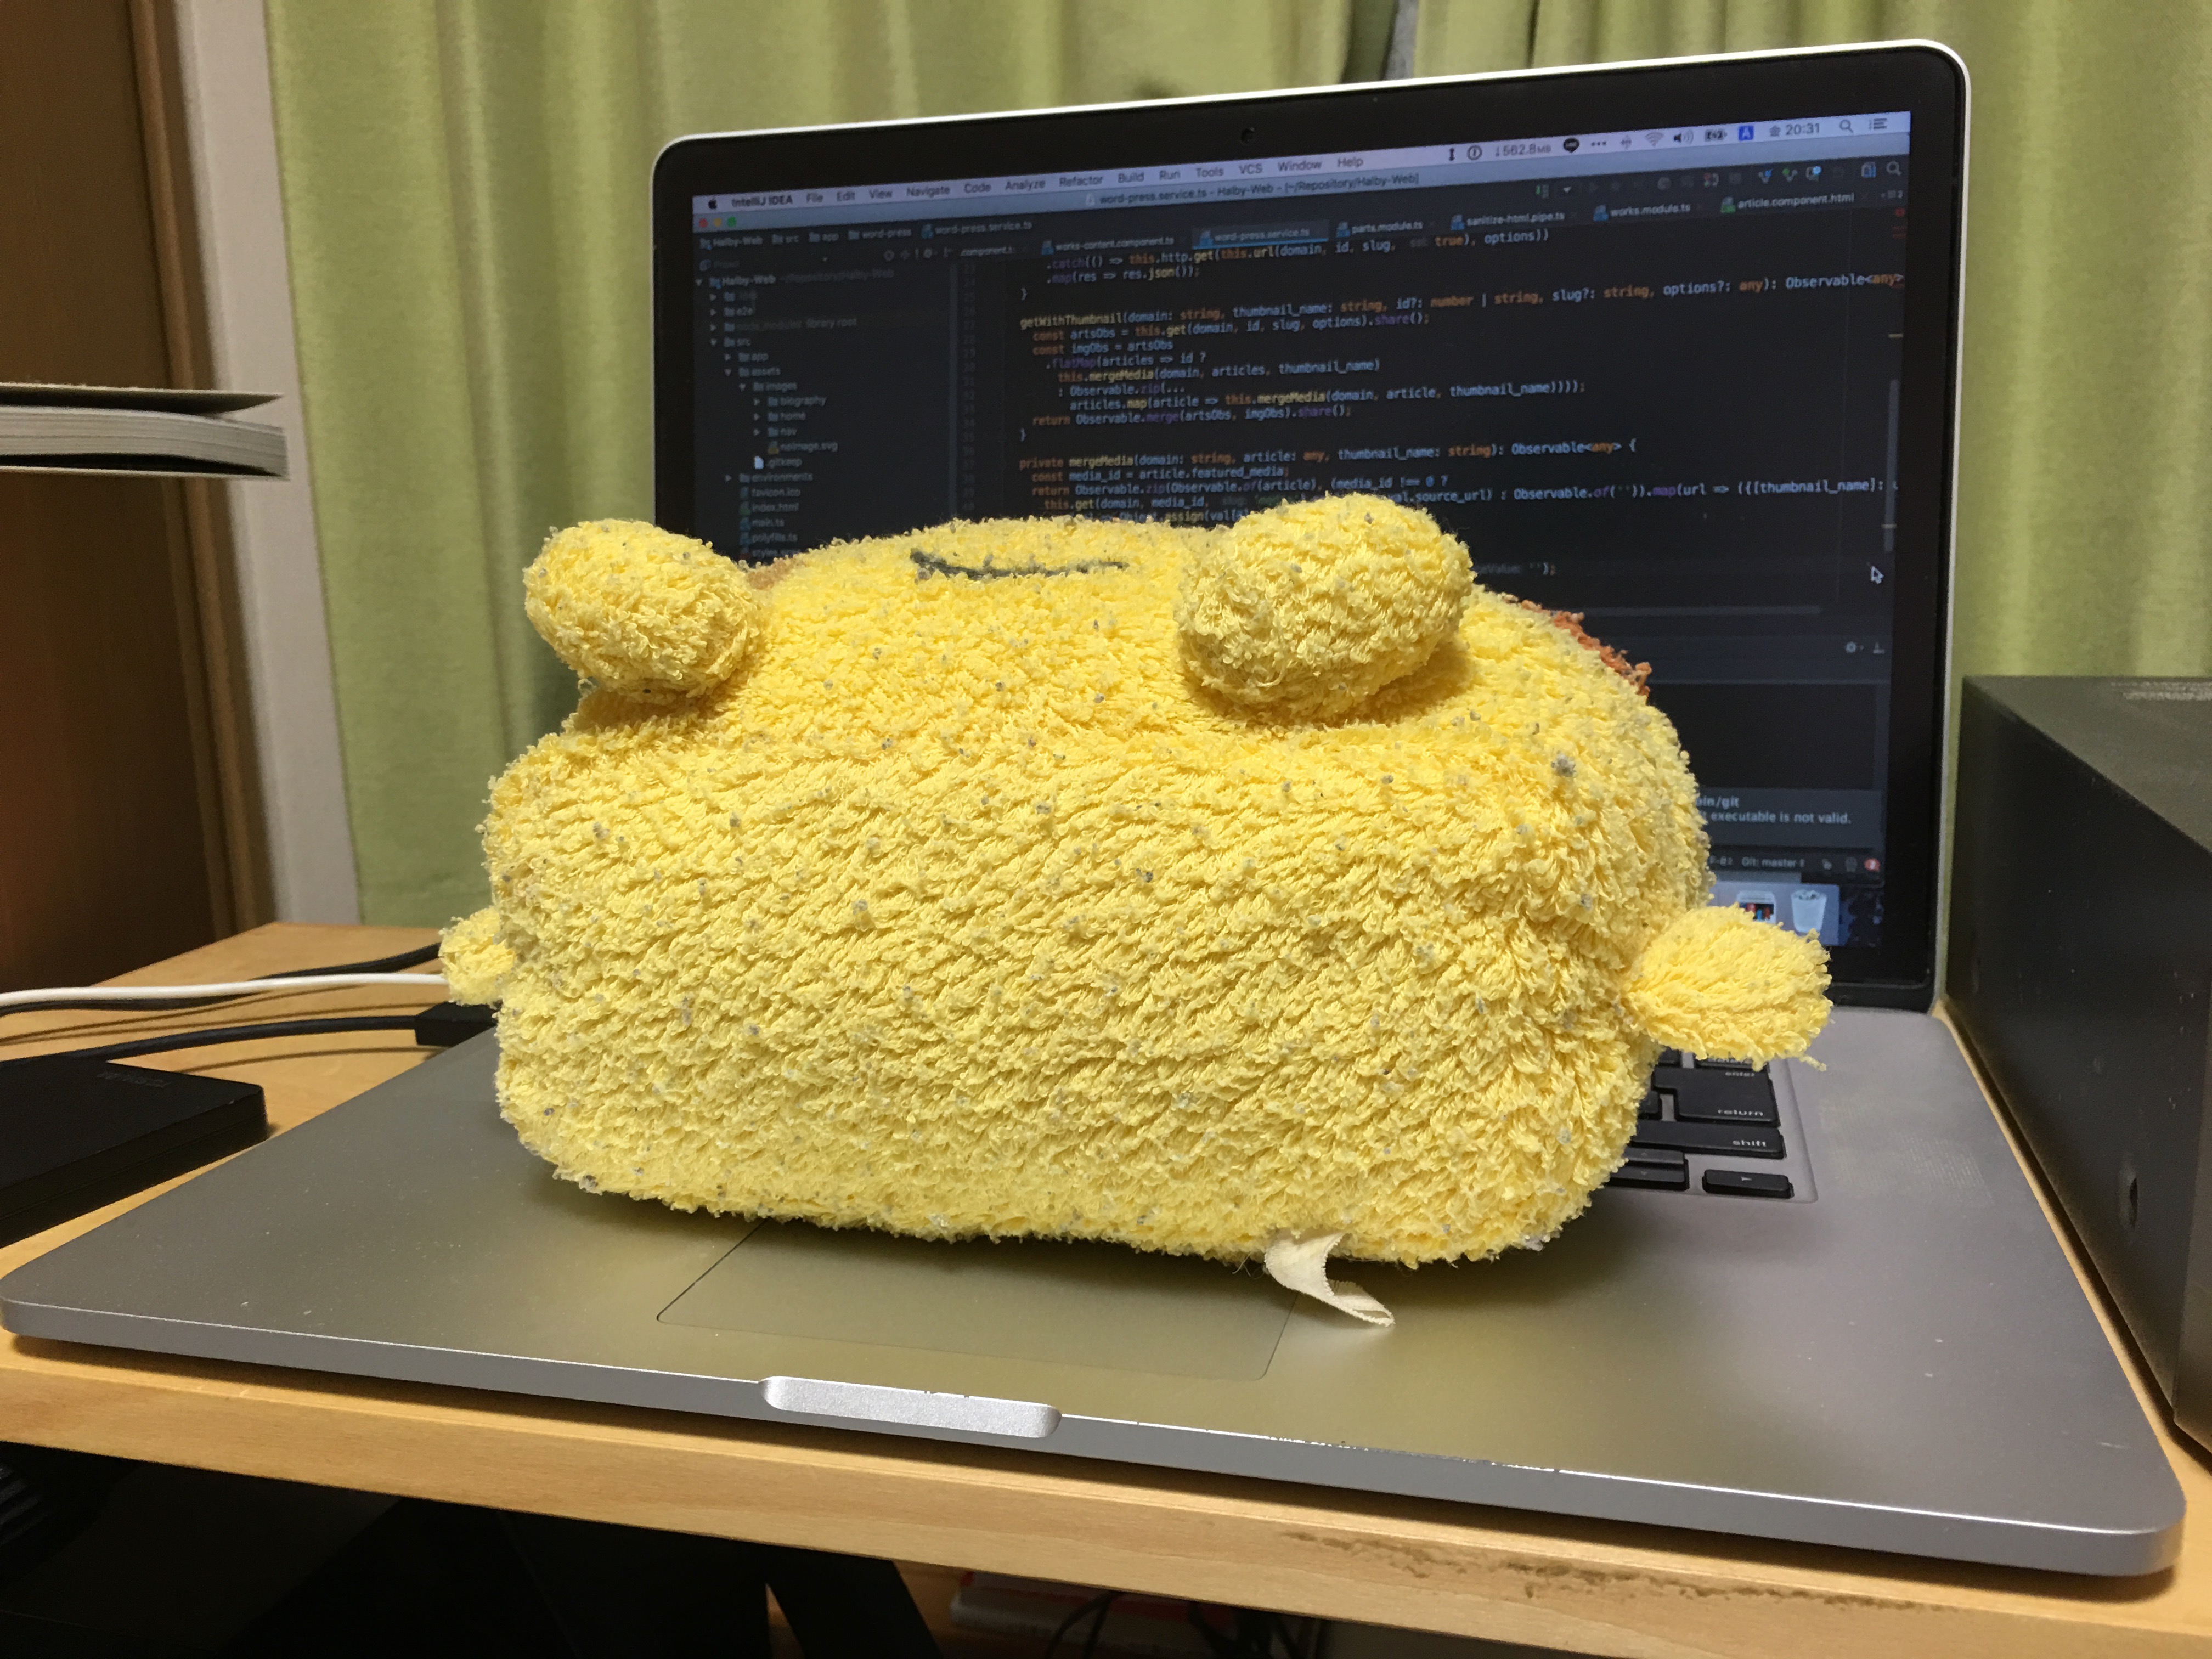 IntelliJ IDEA File Edit View Navigate Code Analyze Refactor Build Run Tools VCS Window Help
↓562.8MB A 金 20:31
word-press.service.ts - Halby-Web - [~/Repository/Halby-Web]
Halby-Web src app word-press word-press.service.ts
.component.t works-content.component.ts word-press.service.ts parts.module.ts sanitize-html.pipe.ts works.module.ts article.component.html
Project
Halby-Web ~/Repository/Halby-Web
e2e
node_modules library root
src
app
assets
images
biography
home
nav
noimage.svg
.gitkeep
environments
favicon.ico
index.html
main.ts
polyfills.ts
.catch(() => this.http.get(this.url(domain, id, slug, true), options))
.map(res => res.json());
}
getWithThumbnail(domain: string, thumbnail_name: string, id?: number | string, slug?: string, options?: any): Observable<any>
const artsObs = this.get(domain, id, slug, options).share();
const imgObs = artsObs
.flatMap(articles => id ?
this.mergeMedia(domain, articles, thumbnail_name)
: Observable.zip(...
articles.map(article => this.mergeMedia(domain, article, thumbnail_name))));
return Observable.merge(artsObs, imgObs).share();
}
private mergeMedia(domain: string, article: any, thumbnail_name: string): Observable<any> {
const media_id = article.featured_media;
return Observable.zip(Observable.of(article), (media_id !== 0 ?
this.get(domain, media_id, val.source_url) : Observable.of('')).map(url => ({[thumbnail_name]:
Object.assign(val[
'');
bin/git
executable is not valid.
Git: master
enter
return
shift